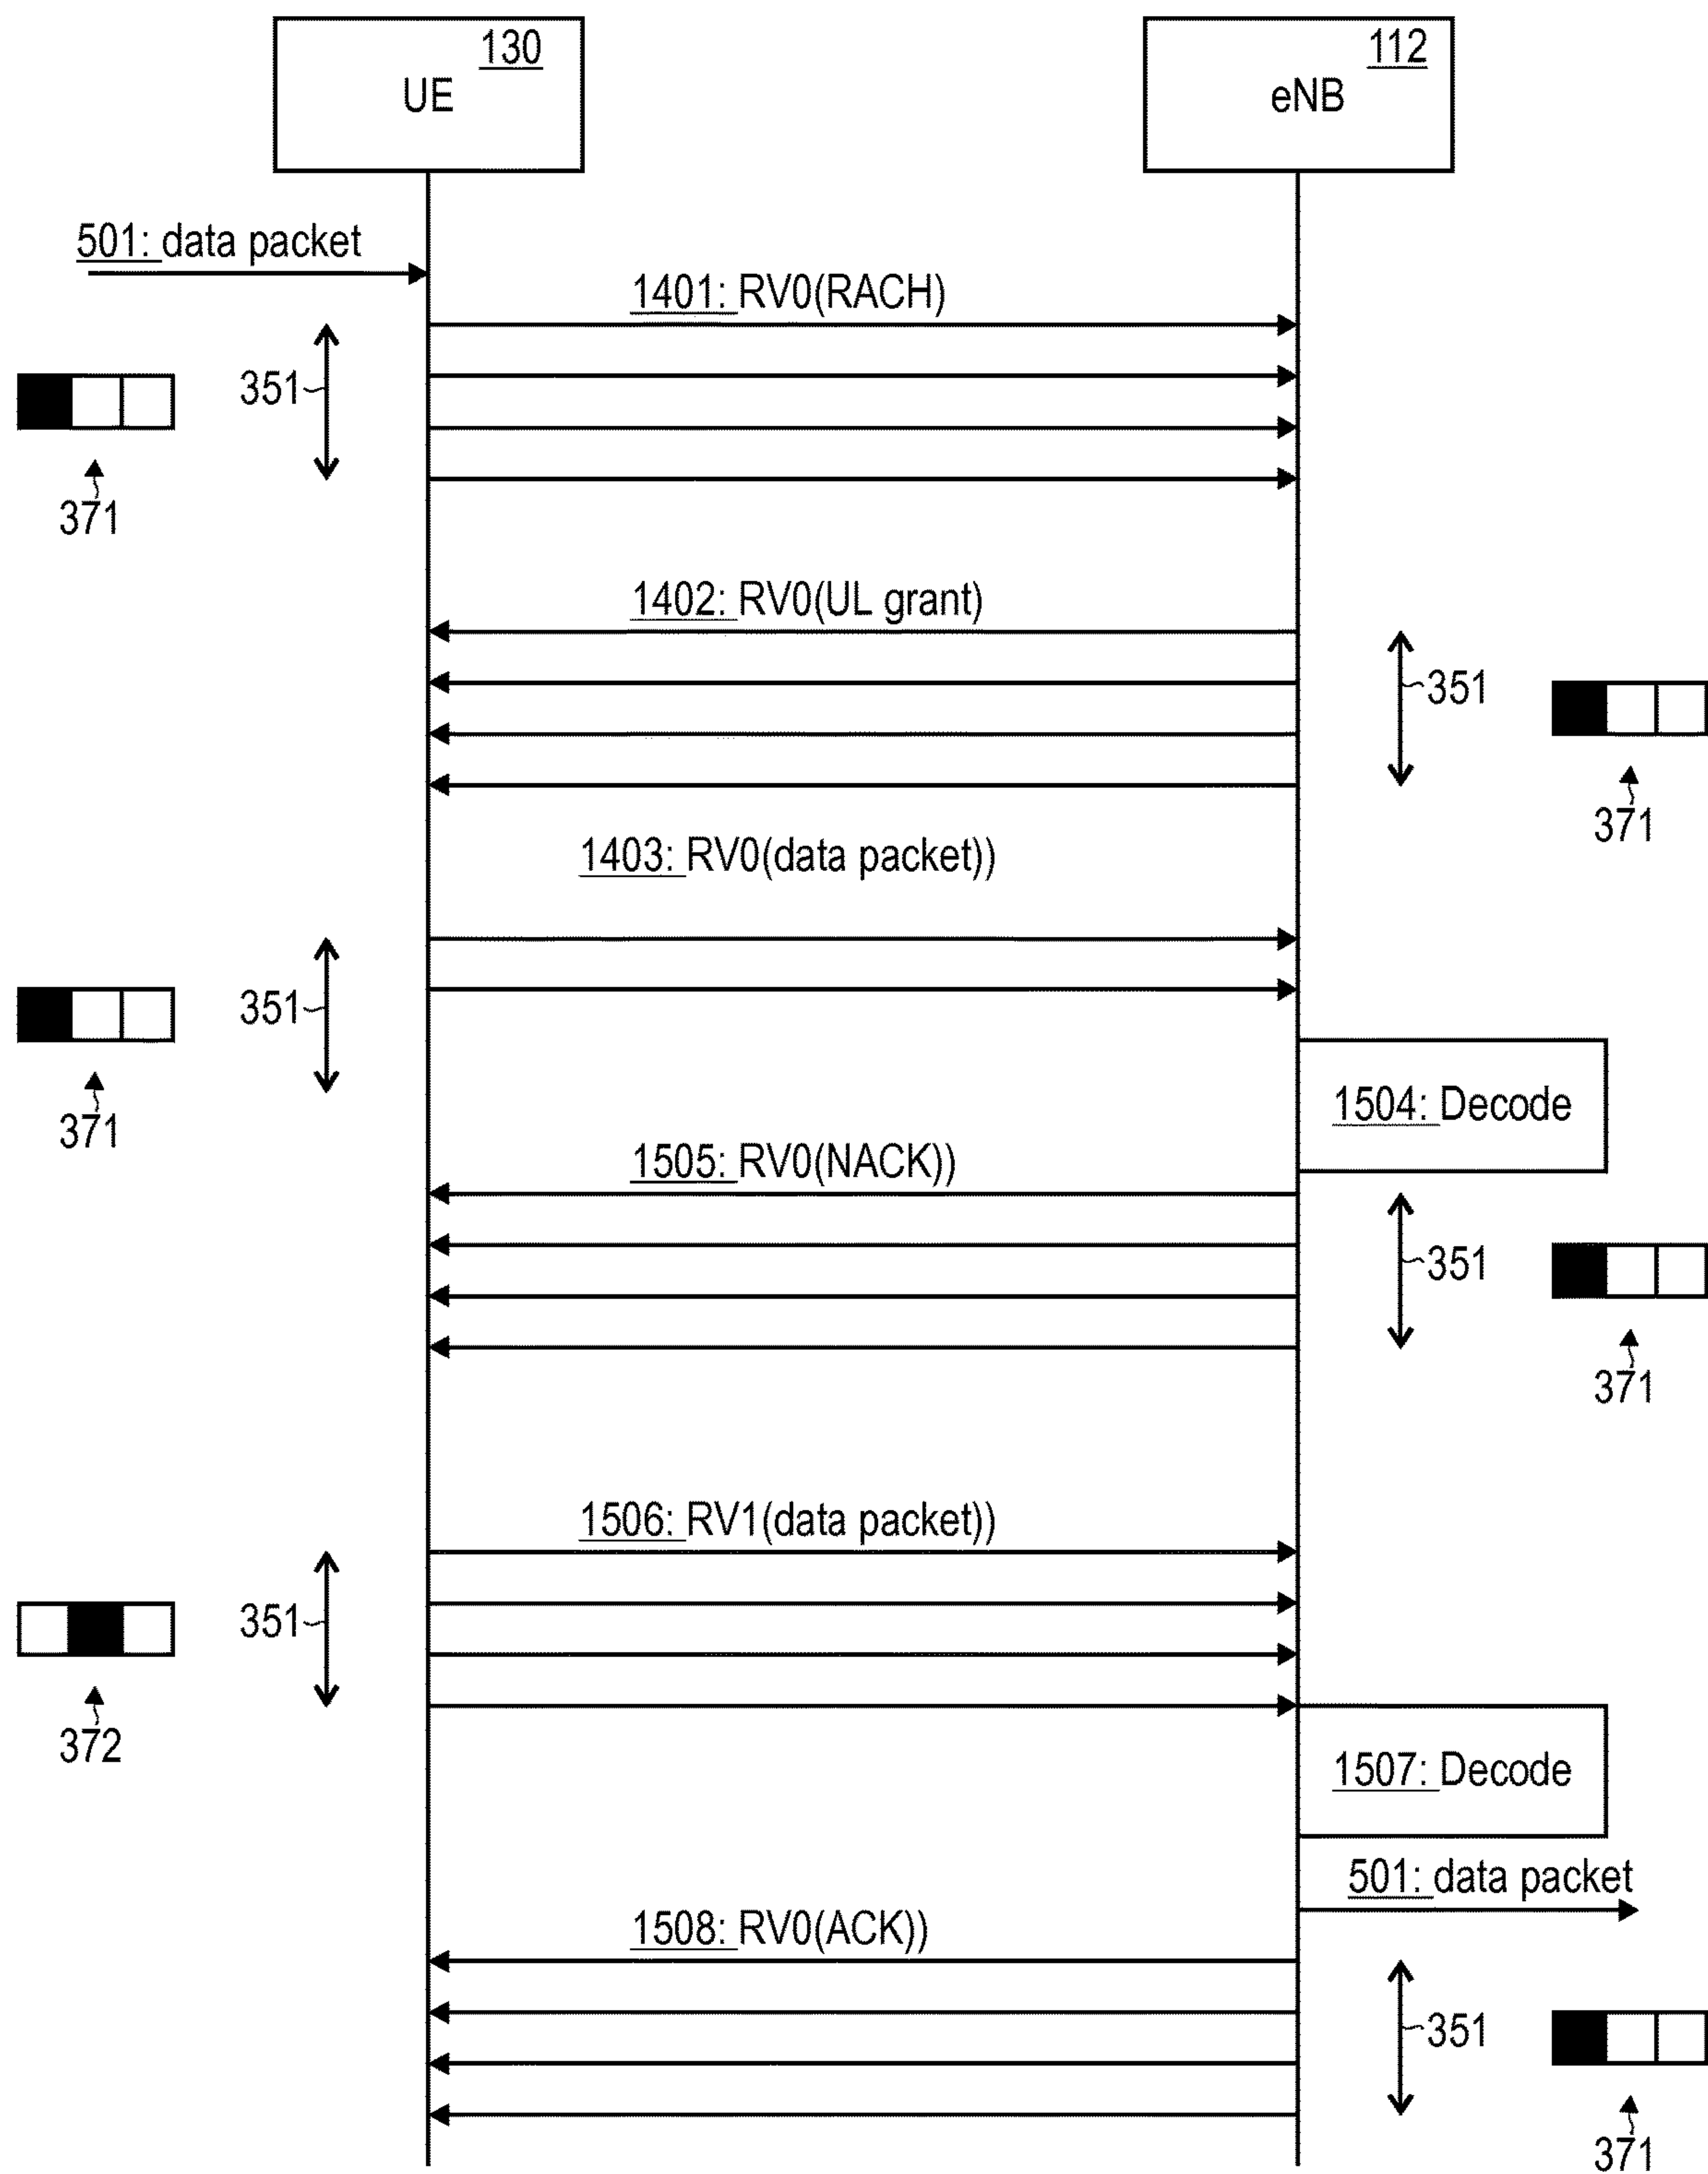 130
UE
112
eNB
501: data packet
1401: RV0(RACH)
351
371
1402: RV0(UL grant)
351
371
1403: RV0(data packet))
351
371
1504: Decode
1505: RV0(NACK))
351
371
1506: RV1(data packet))
351
372
1507: Decode
501: data packet
1508: RV0(ACK))
351
371